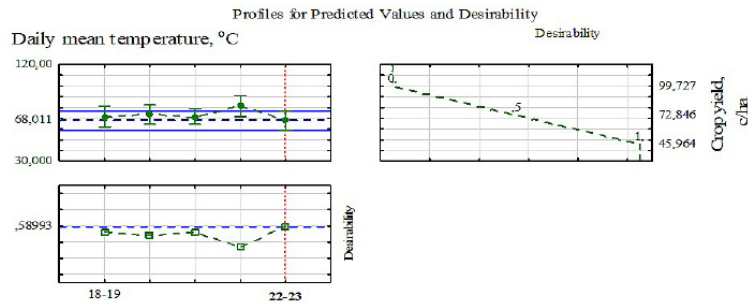 Profiles for Predicted Values and Desirability
Daily mean temperature, °C
Desirability
120,00
68,011
30,000
0,
,5
1,
99,727
72,846
45,964
Crop yield,
c/ha
,58993
Desirability
18-19
22-23